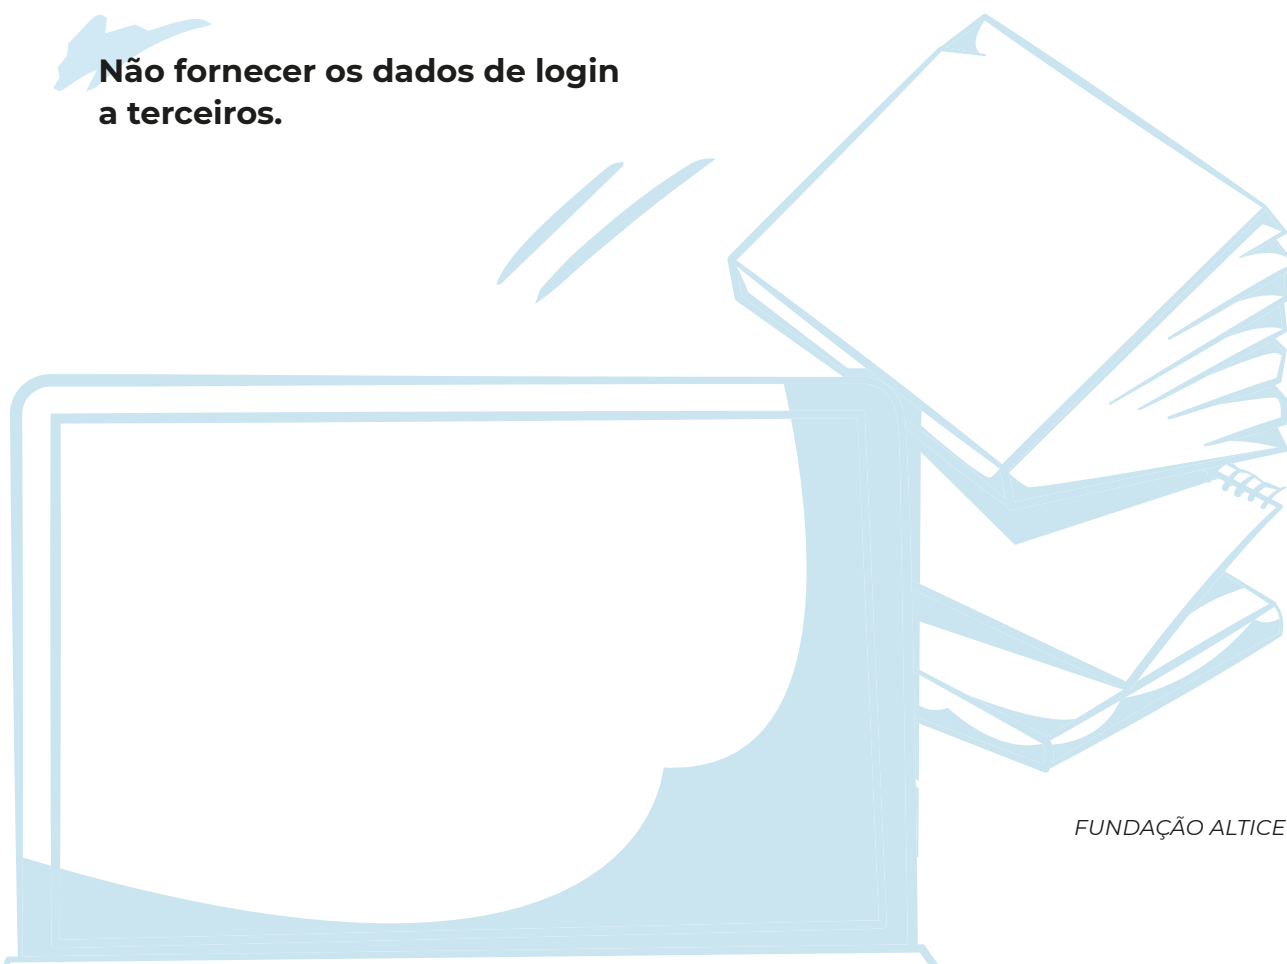 Não fornecer os dados de login
a terceiros.
FUNDAÇÃO ALTICE